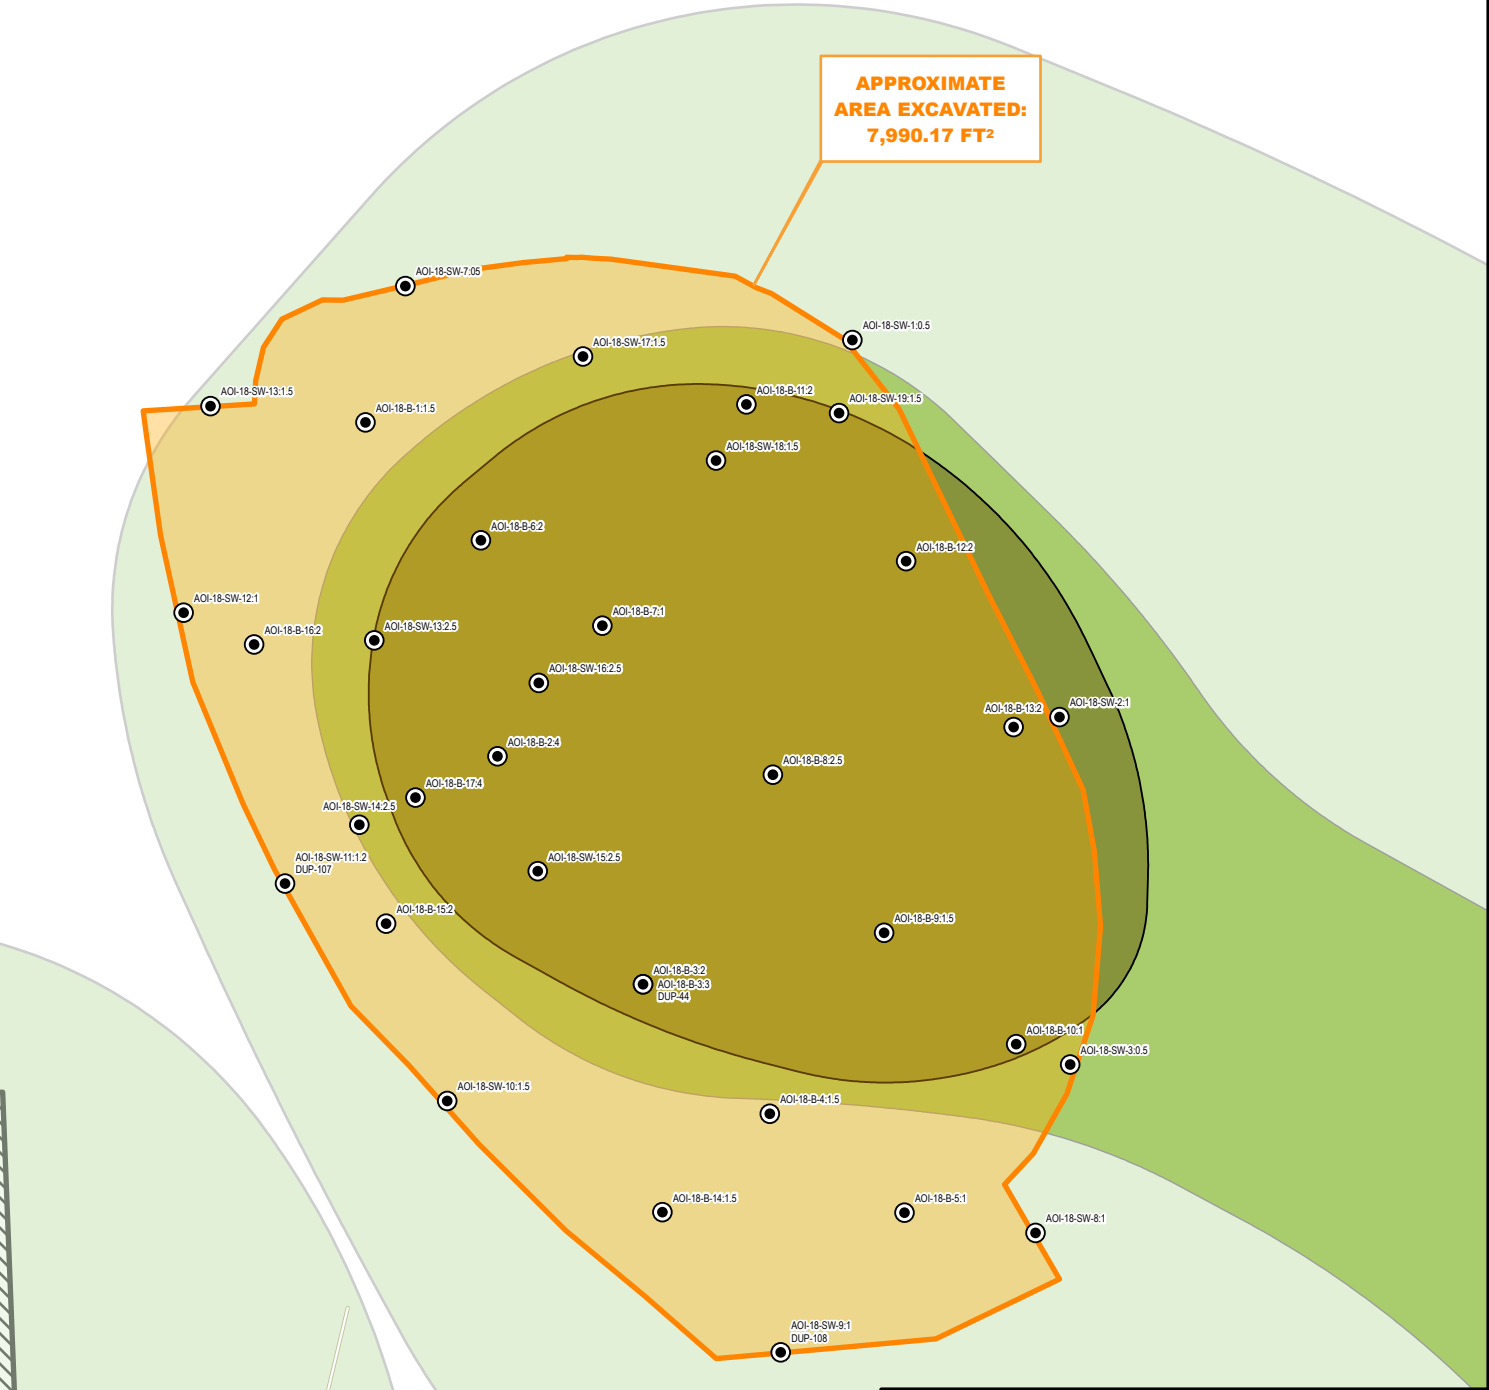 APPROXIMATE
AREA EXCAVATED:
7,990.17 FT²
AOI-18-SW-7:05
AOI-18-SW-1:0.5
AOI-18-SW-17:1.5
AOI-18-SW-13:1.5
AOI-18-B-11:2
AOI-18-SW-19:1.5
AOI-18-B-1:1.5
AOI-18-SW-18:1.5
AOI-18-B-6:2
AOI-18-B-12:2
AOI-18-SW-12:1
AOI-18-B-7:1
AOI-18-B-16:2
AOI-18-SW-13:2.5
AOI-18-SW-16:2.5
AOI-18-B-13:2
AOI-18-SW-2:1
AOI-18-B-2:4
AOI-18-B-8:2.5
AOI-18-B-17:4
AOI-18-SW-14:2.5
AOI-18-SW-11:1.2
DUP-107
AOI-18-SW-15:2.5
AOI-18-B-15:2
AOI-18-B-9:1.5
AOI-18-B-3:2
AOI-18-B-3:3
DUP-44
AOI-18-B-10:1
AOI-18-SW-3:0.5
AOI-18-SW-10:1.5
AOI-18-B-4:1.5
AOI-18-B-14:1.5
AOI-18-B-5:1
AOI-18-SW-8:1
AOI-18-SW-9:1
DUP-108